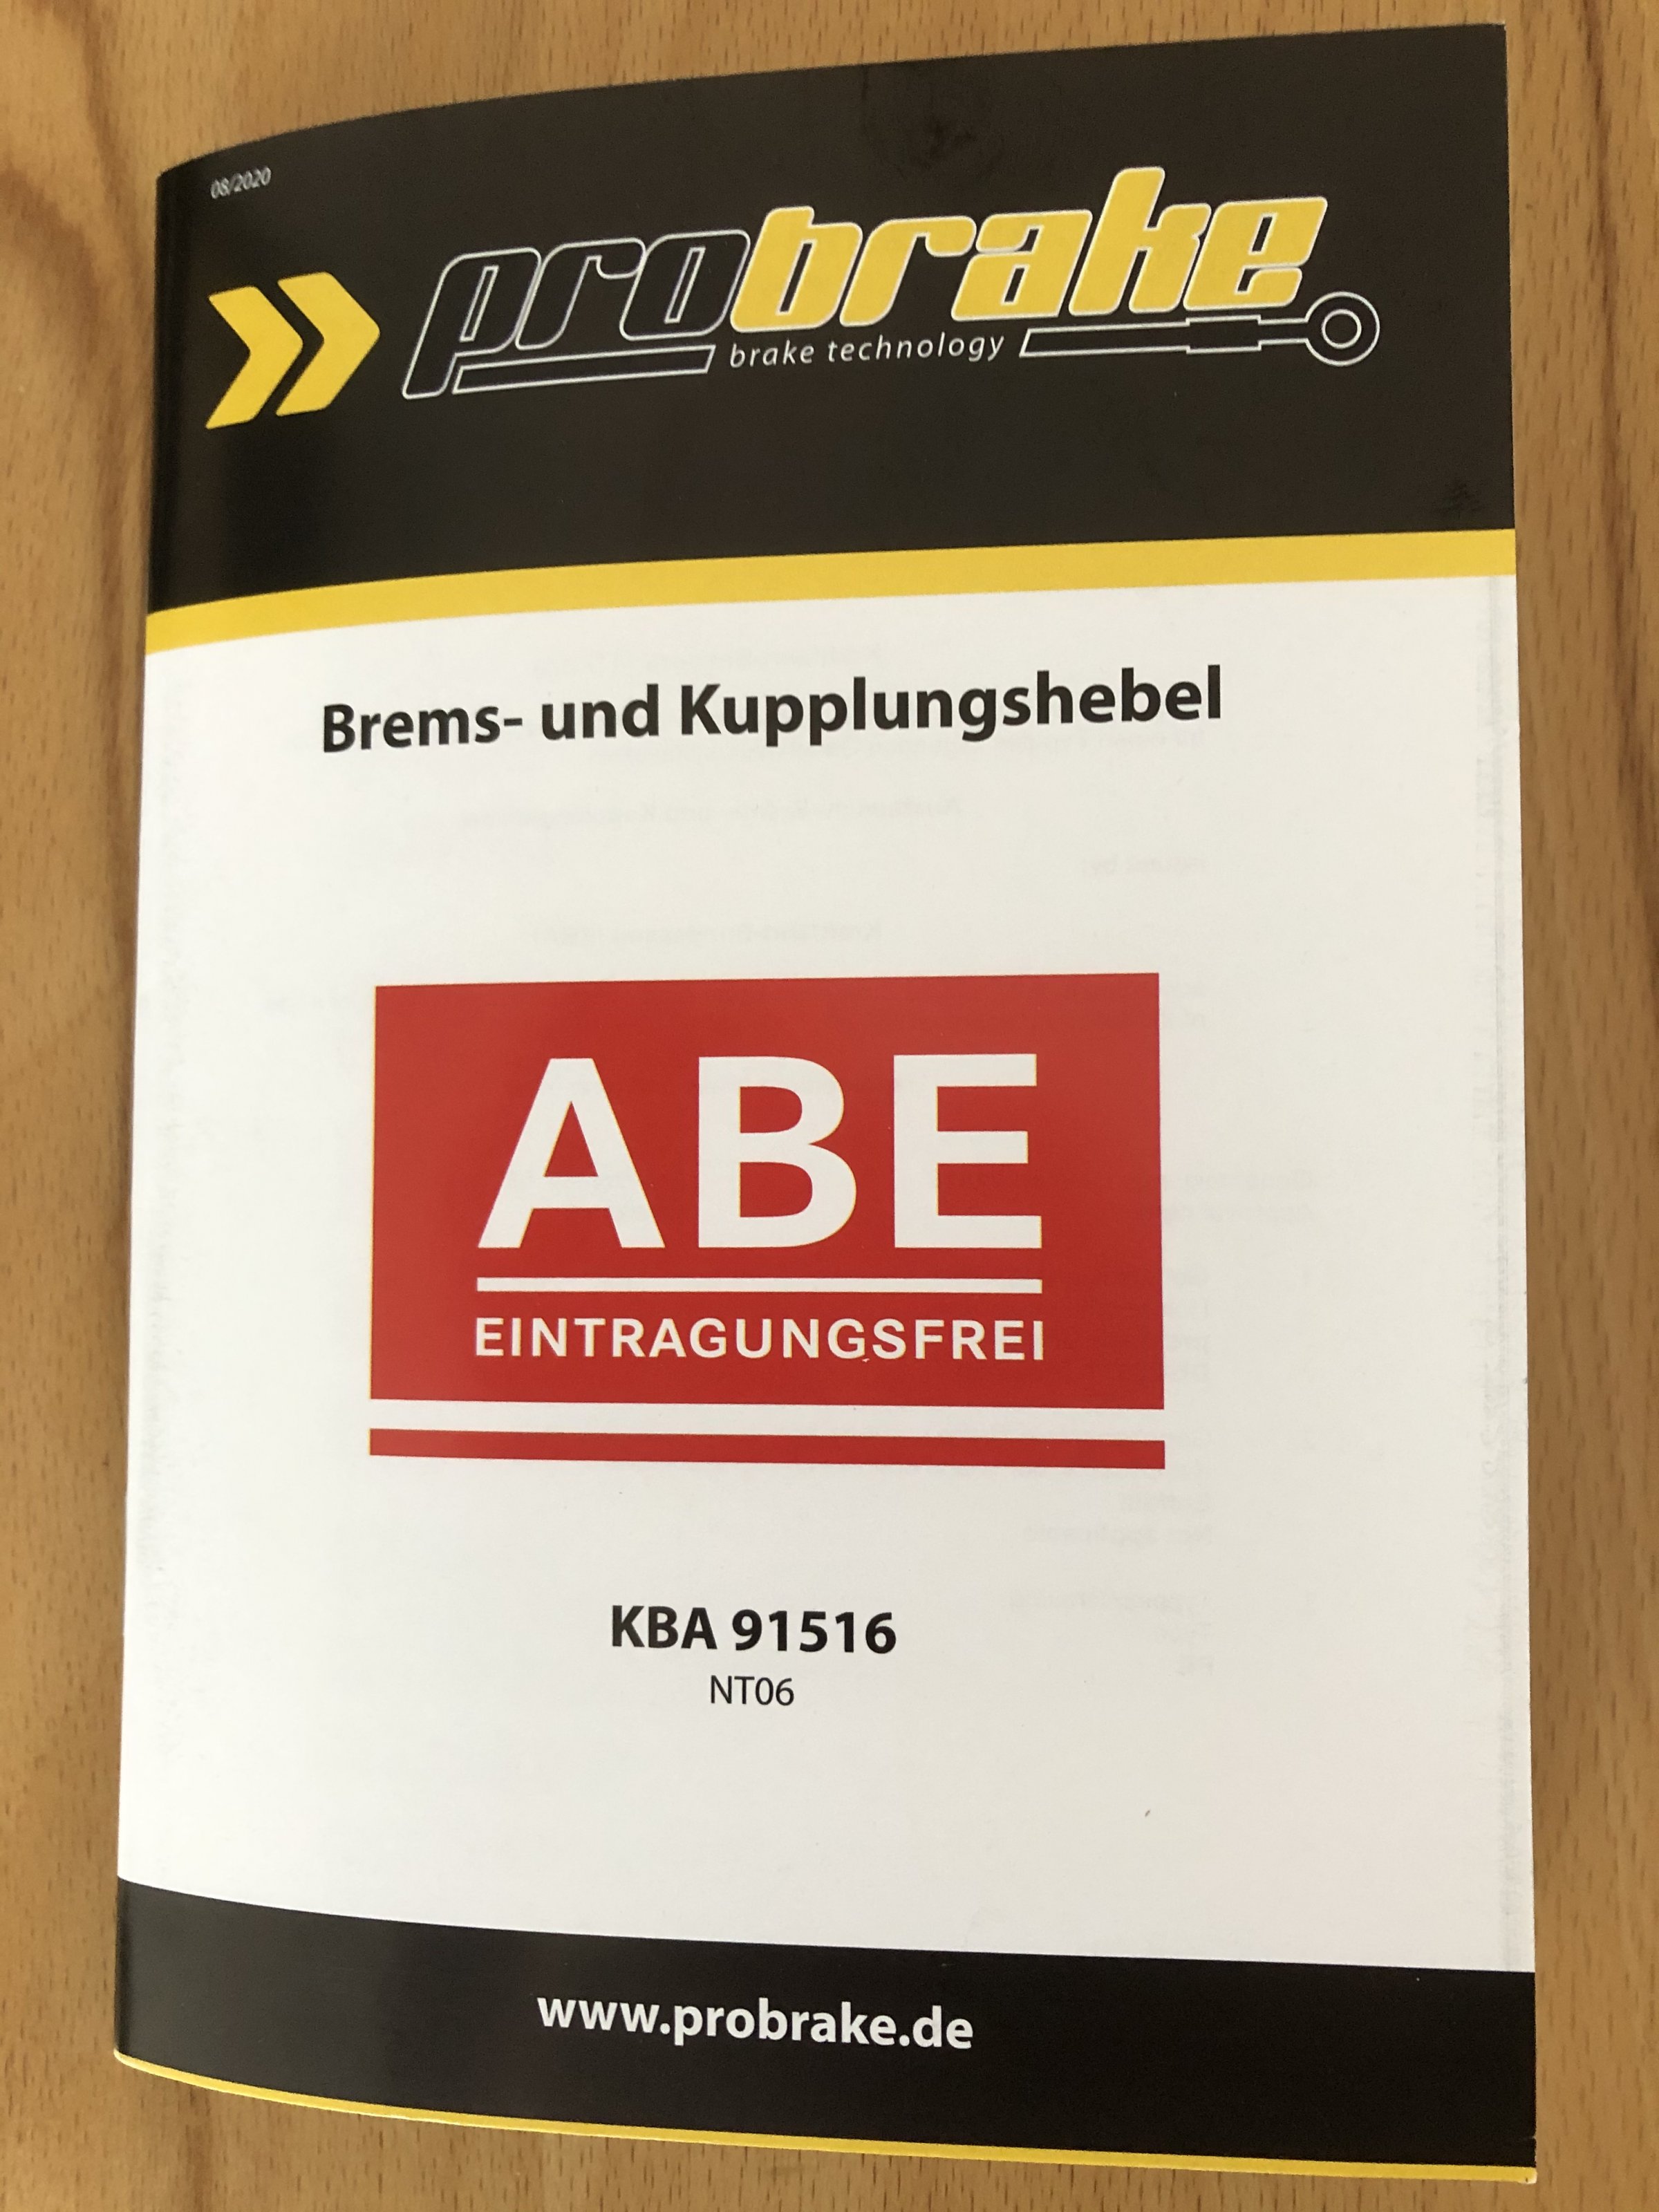 08/2020
probrake
brake technology
Brems- und Kupplungshebel
ABE
EINTRAGUNGSFREI
KBA 91516
NT06
www.probrake.de